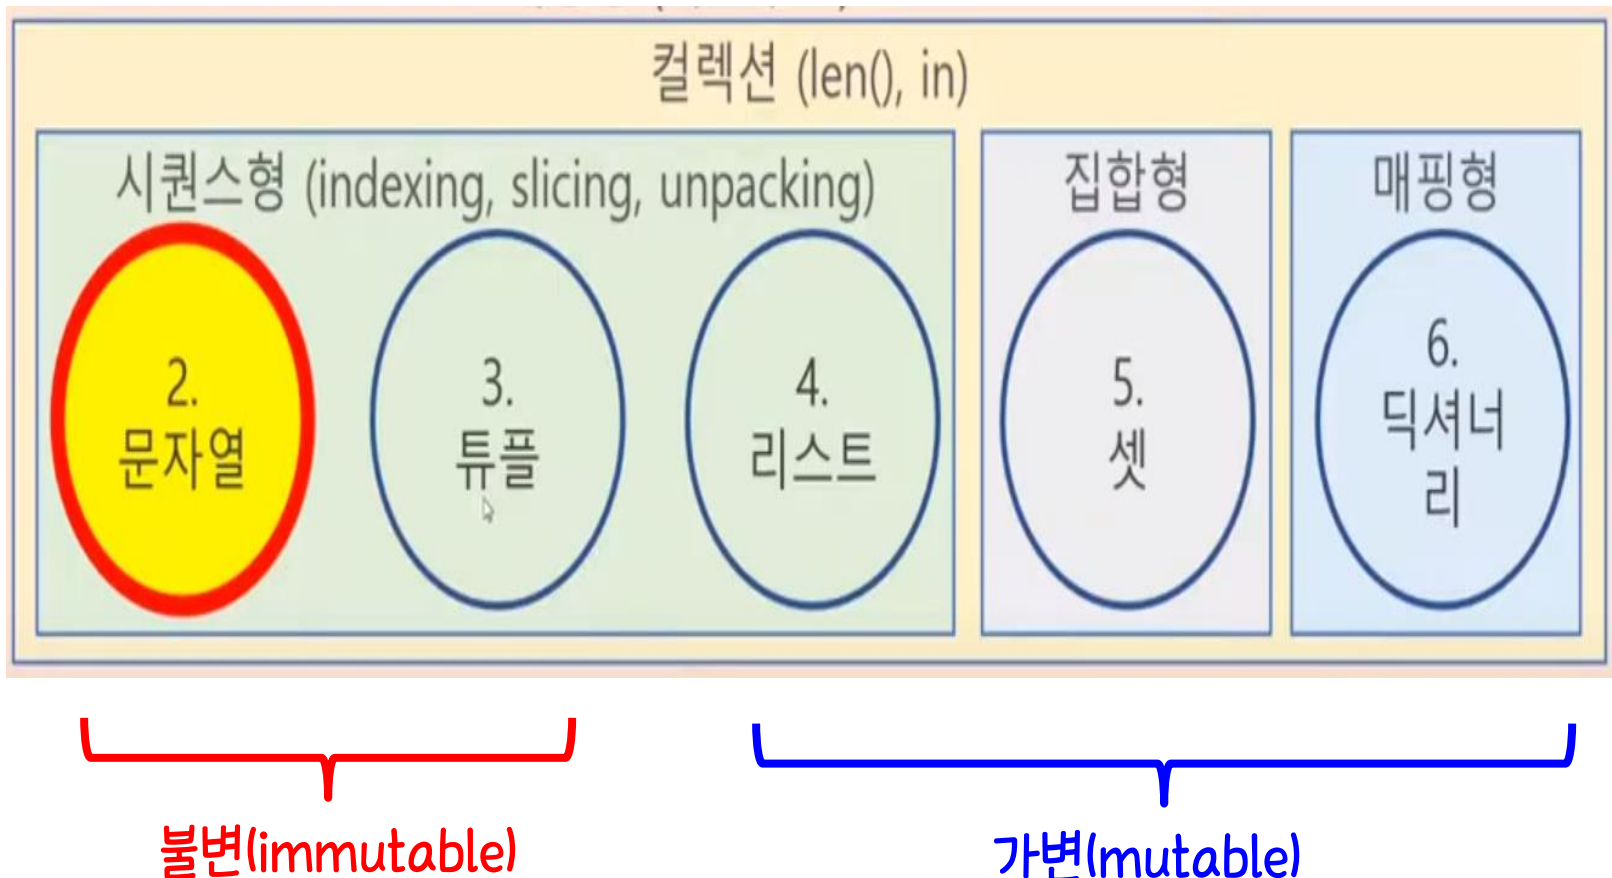 컬렉션 (len(), in)
시퀀스형 (indexing, slicing, unpacking)
집합형
매핑형
2.
문자열
3.
튜플
4.
리스트
5.
셋
6.
딕셔너
리
불변(immutable)
가변(mutable)